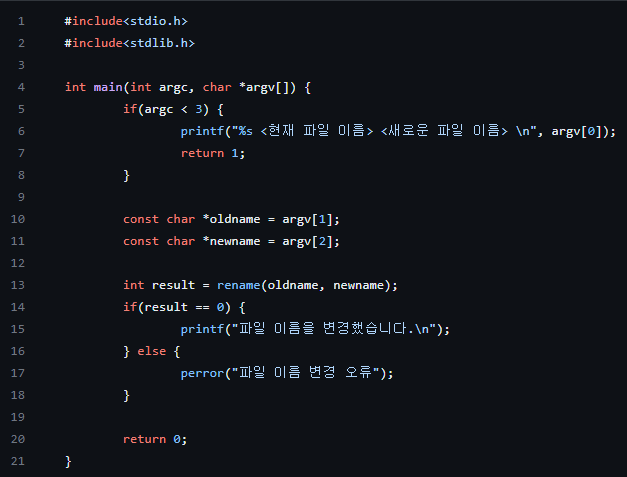 1 #include<stdio.h>
2 #include<stdlib.h>
3
4 int main(int argc, char *argv[]) {
5 if(argc < 3) {
6 printf("%s <현재 파일 이름> <새로운 파일 이름> \n", argv[0]);
7 return 1;
8 }
9
10 const char *oldname = argv[1];
11 const char *newname = argv[2];
12
13 int result = rename(oldname, newname);
14 if(result == 0) {
15 printf("파일 이름을 변경했습니다.\n");
16 } else {
17 perror("파일 이름 변경 오류");
18 }
19
20 return 0;
21 }